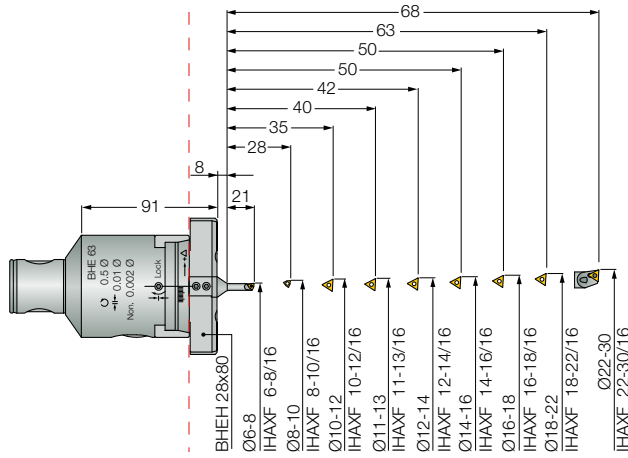 68
63
50
50
42
40
35
28
8
21
91
BHE 63
0.5 Ø
0.01 Ø
Non. 0.002 Ø
Lock
+
BHEH 28x80
Ø6-8
IHAXF 6-8/16
Ø8-10
IHAXF 8-10/16
Ø10-12
IHAXF 10-12/16
Ø11-13
IHAXF 11-13/16
Ø12-14
IHAXF 12-14/16
Ø14-16
IHAXF 14-16/16
Ø16-18
IHAXF 16-18/16
Ø18-22
IHAXF 18-22/16
Ø22-30
IHAXF 22-30/16